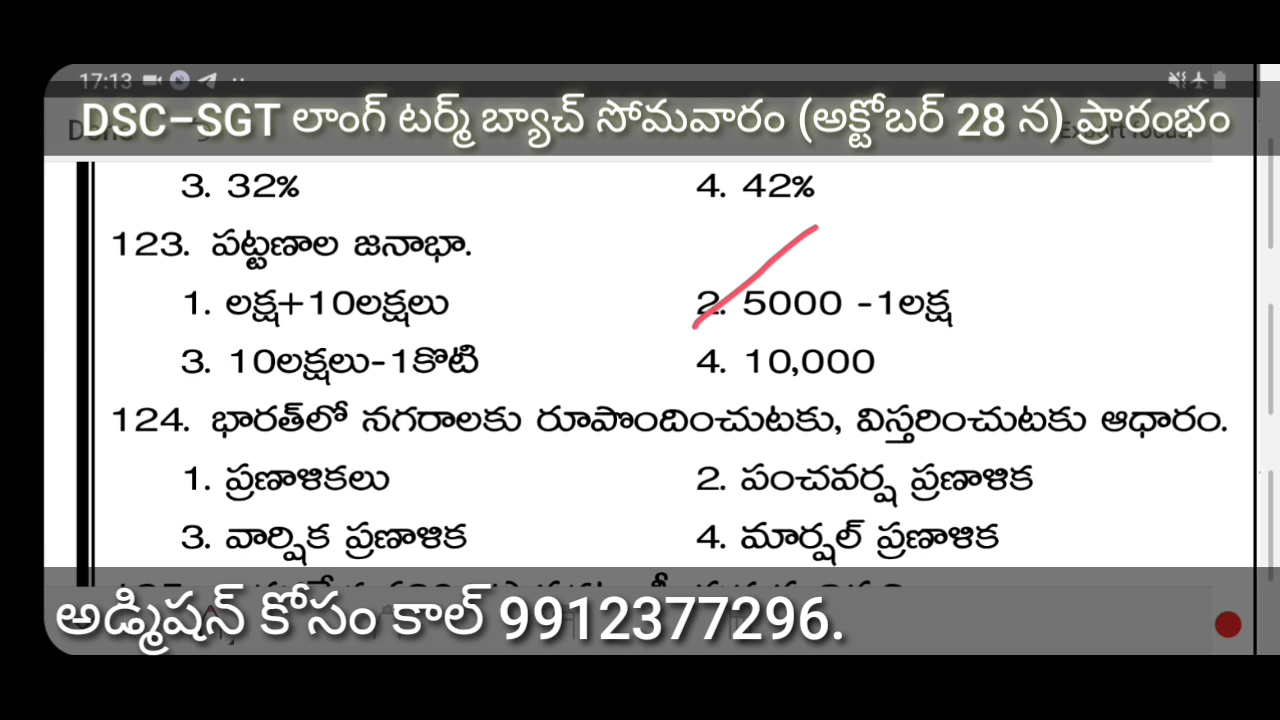 17:13
DSC-SGT లాంగ్ టర్మ్ బ్యాచ్ సోమవారం (అక్టోబర్ 28 న) ప్రారంభం
3. 32%
4. 42%
123. పట్టణాల జనాభా.
1. లక్ష+10లక్షలు
2. 5000 -1లక్ష
3. 10లక్షలు-1కొటి
4. 10,000
124. భారత్‌లో నగరాలకు రూపొందించుటకు, విస్తరించుటకు ఆధారం.
1. ప్రణాళికలు
2. పంచవర్ష ప్రణాళిక
3. వార్షిక ప్రణాళిక
4. మార్షల్ ప్రణాళిక
అడ్మిషన్ కోసం కాల్ 9912377296.